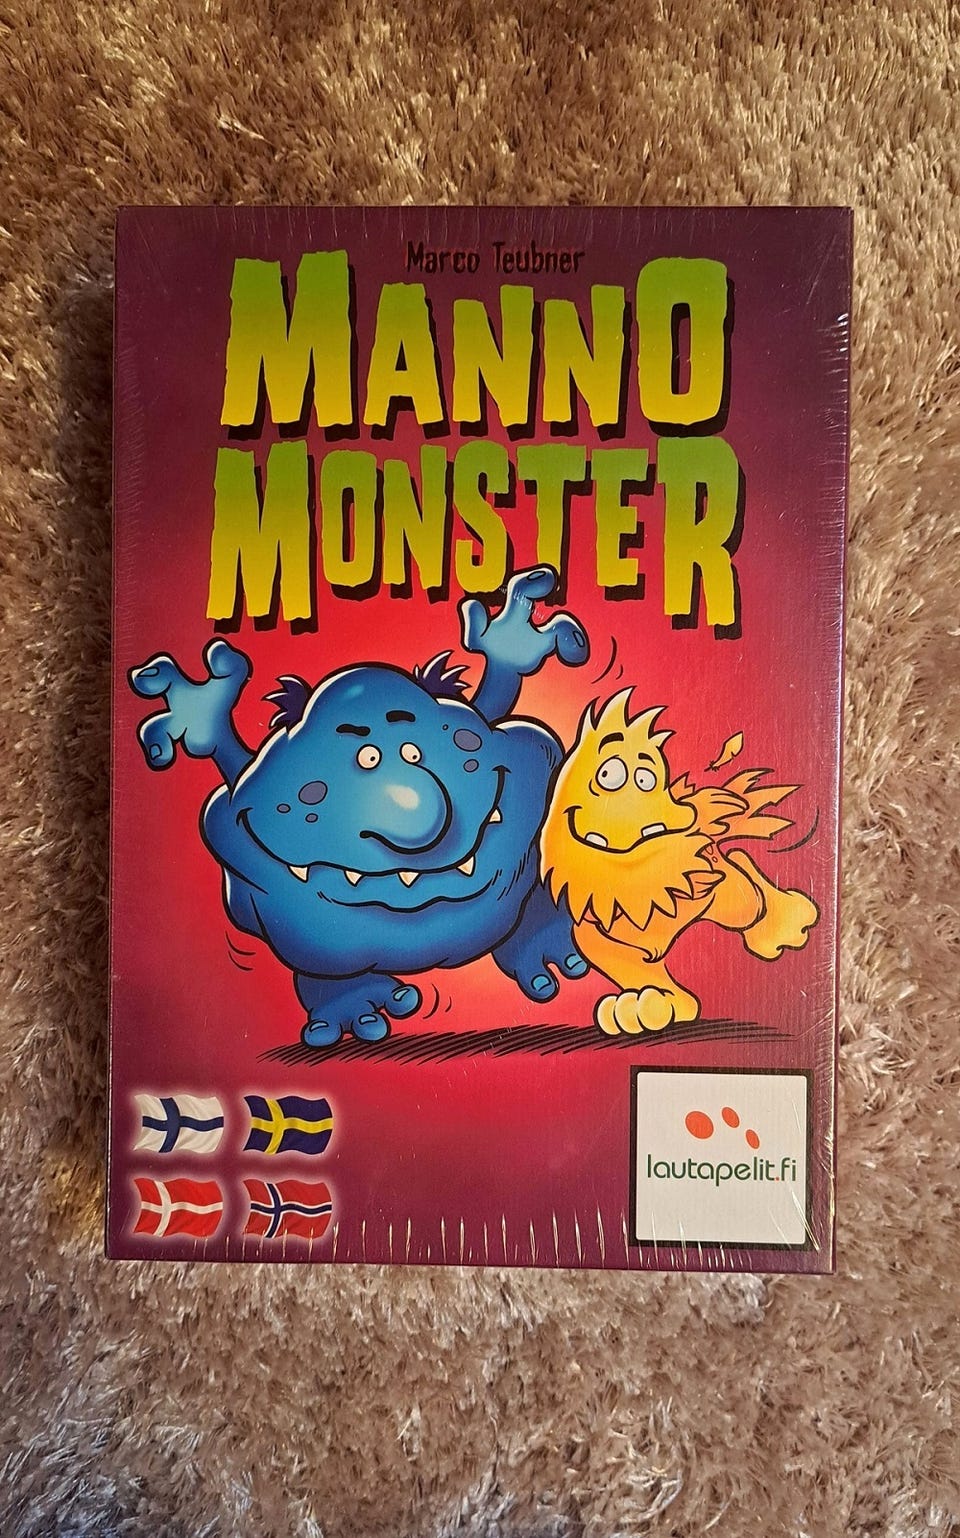 Marco Teubner
MANNO
MONSTER
lautapelit.fi